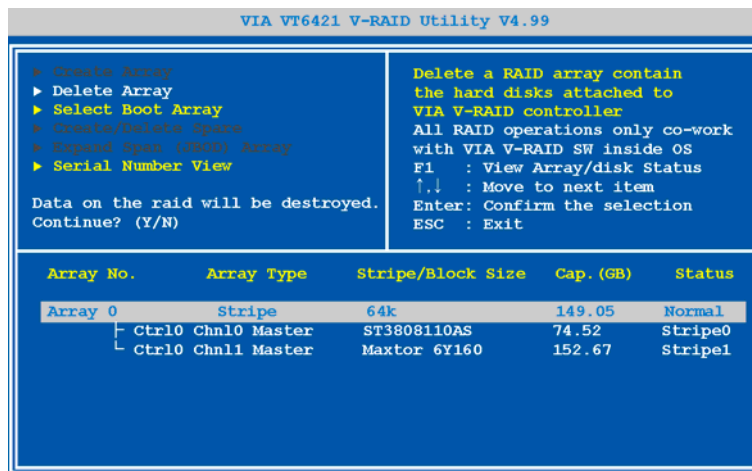 VIA VT6421 V-RAID Utility V4.99
▶ Create Array
▶ Delete Array
▶ Select Boot Array
▶ Create/Delete Spare
▶ Expand Span (JBOD) Array
▶ Serial Number View
Data on the raid will be destroyed.
Continue? (Y/N)
Delete a RAID array contain
the hard disks attached to
VIA V-RAID controller
All RAID operations only co-work
with VIA V-RAID SW inside OS
F1 : View Array/disk Status
↑,↓ : Move to next item
Enter: Confirm the selection
ESC : Exit
Array No. Array Type Stripe/Block Size Cap.(GB) Status
Array 0 Stripe 64k 149.05 Normal
├ Ctrl0 Chnl0 Master ST3808110AS 74.52 Stripe0
└ Ctrl0 Chnl1 Master Maxtor 6Y160 152.67 Stripe1